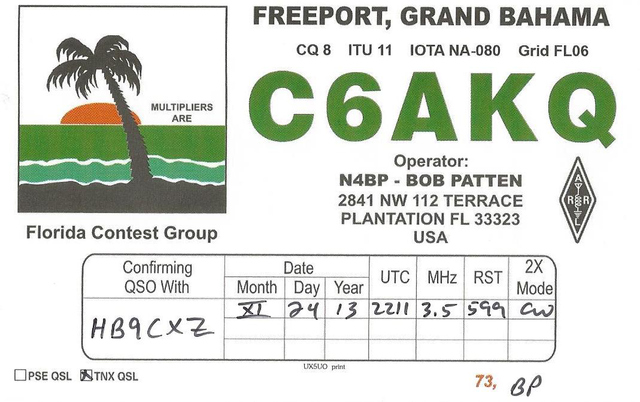 FREEPORT, GRAND BAHAMA
CQ 8 ITU 11 IOTA NA-080 Grid FL06
C6AKQ
MULTIPLIERS
ARE
Florida Contest Group
Operator:
N4BP - BOB PATTEN
2841 NW 112 TERRACE
PLANTATION FL 33323
USA
A
R R
L
Confirming
QSO With
Date
Month Day Year UTC MHz RST 2X
Mode
HB9CXZ XI 24 13 2211 3.5 599 CW
PSE QSL TNX QSL
UX5UO print
73, BP